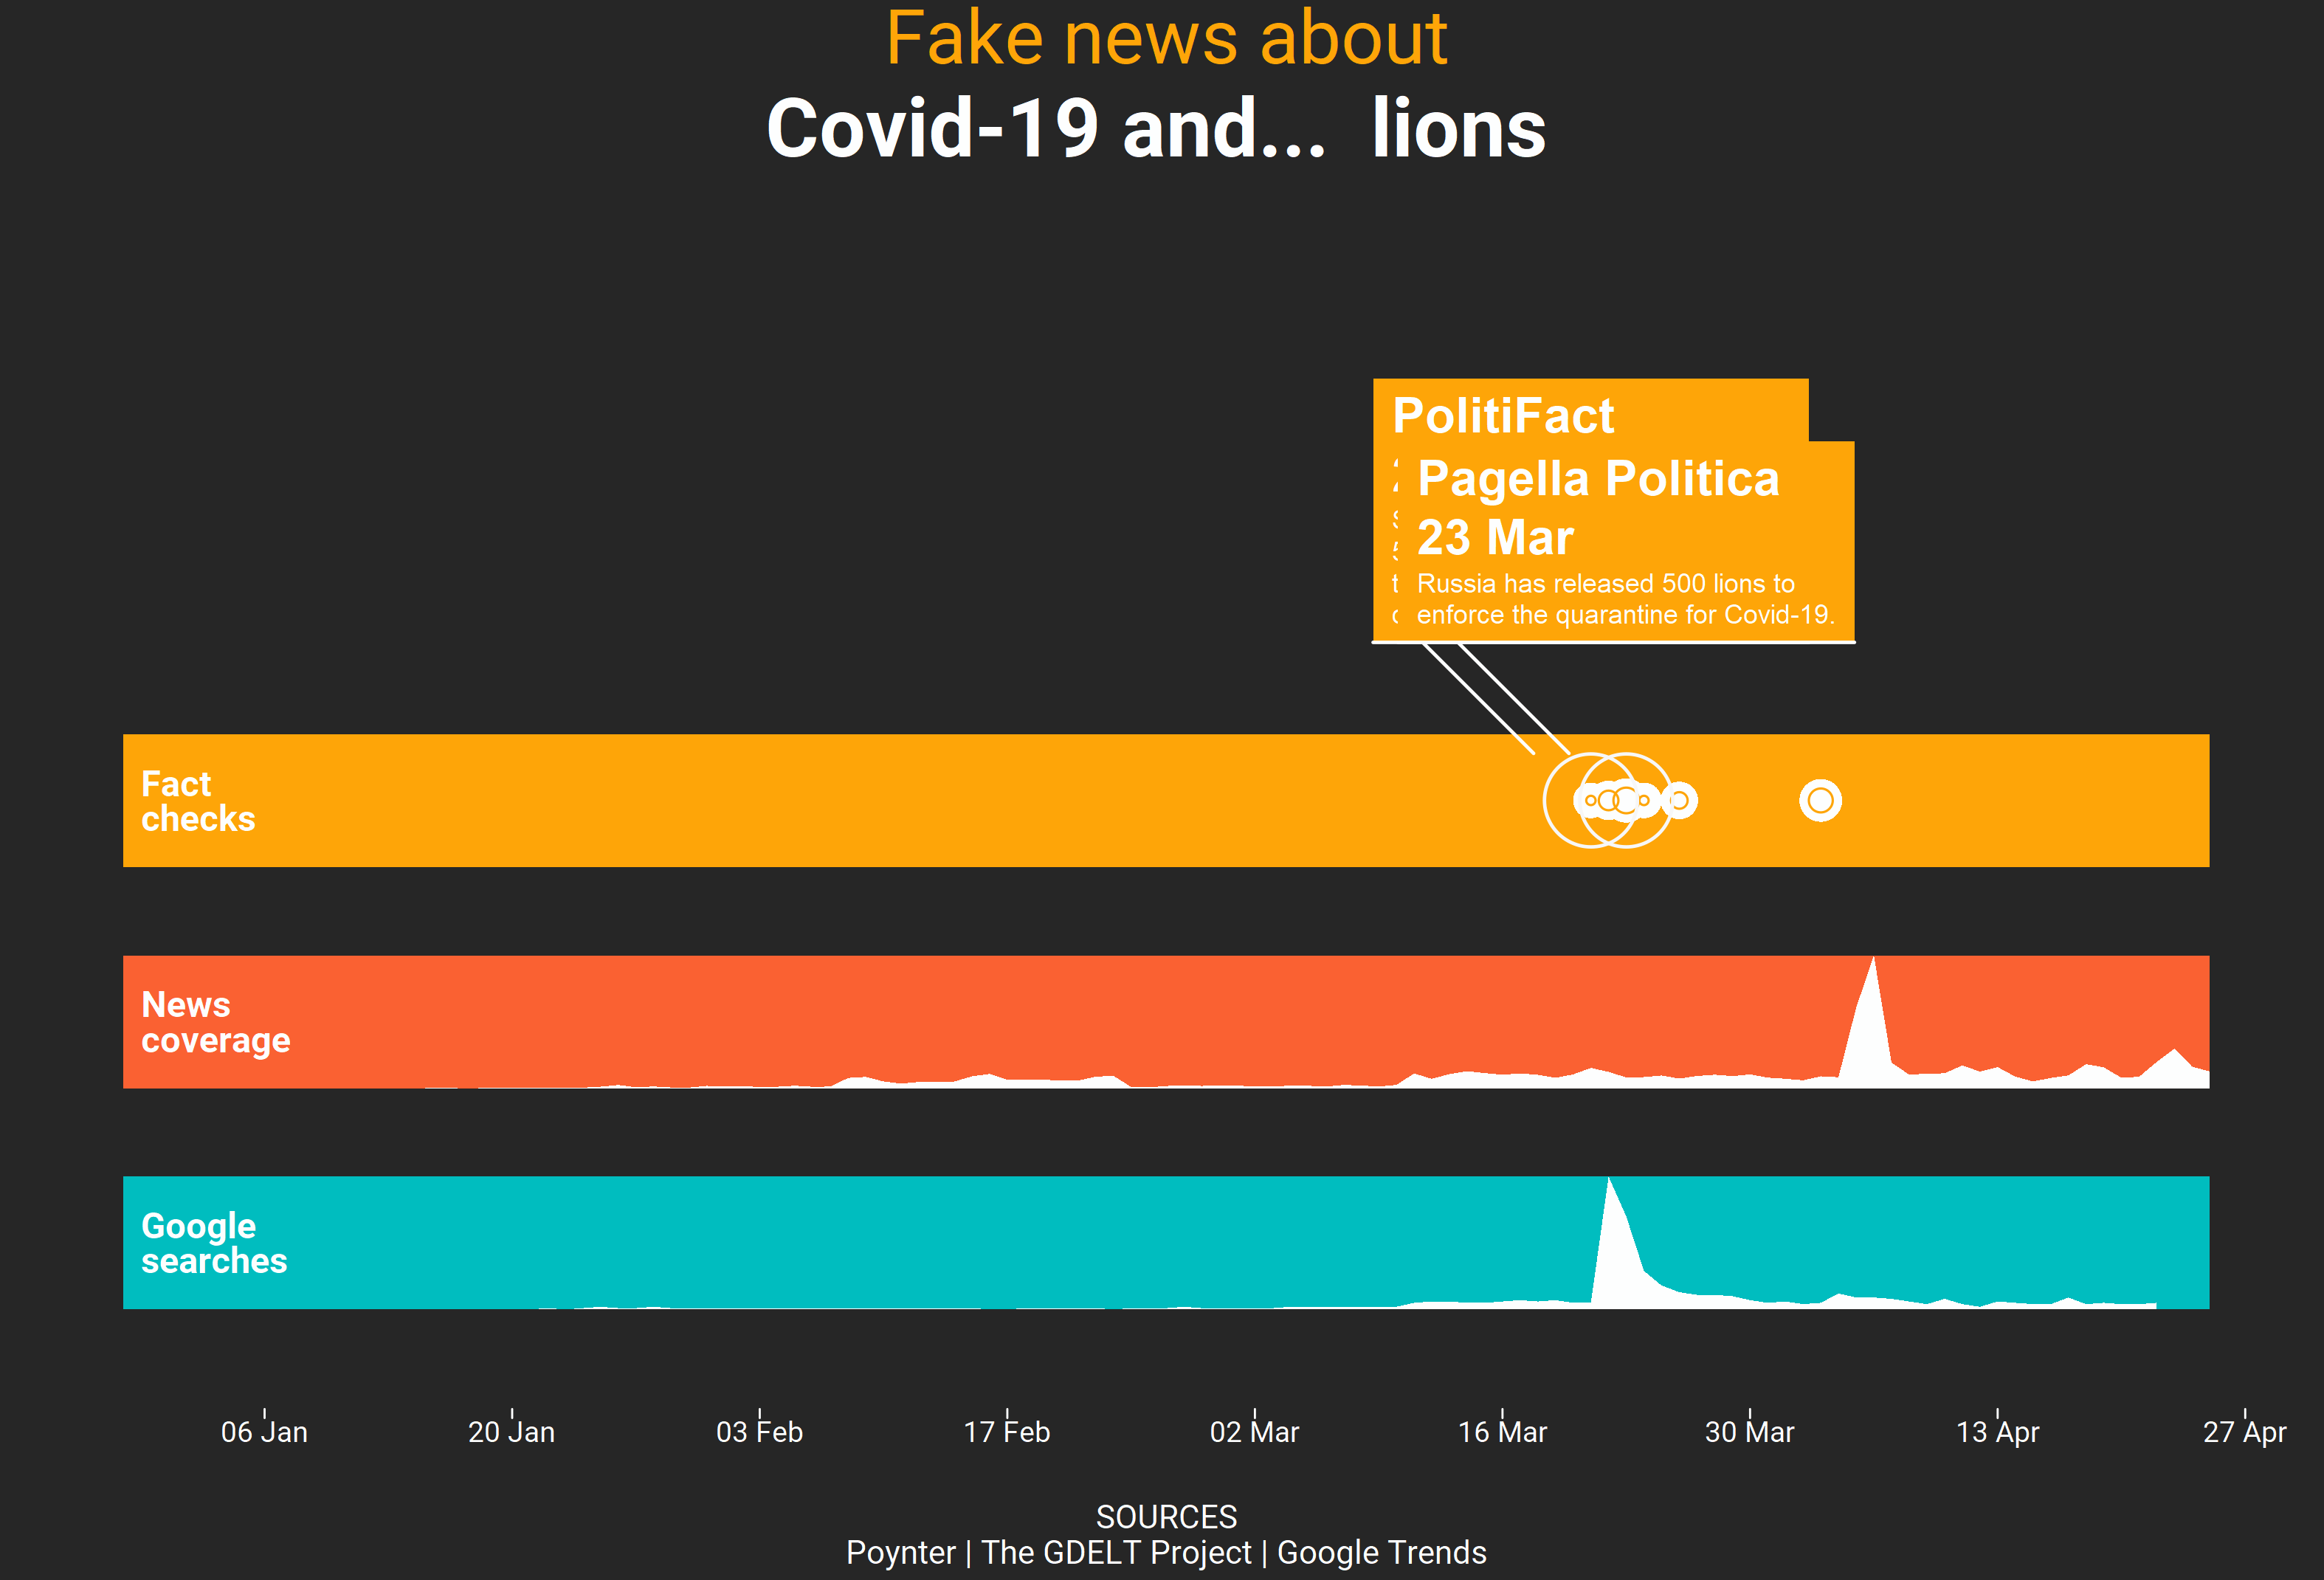 Fake news about
Covid-19 and... lions
PolitiFact
Pagella Politica
23 Mar
Russia has released 500 lions to
enforce the quarantine for Covid-19.
Fact
checks
News
coverage
Google
searches
06 Jan
20 Jan
03 Feb
17 Feb
02 Mar
16 Mar
30 Mar
13 Apr
27 Apr
SOURCES
Poynter | The GDELT Project | Google Trends